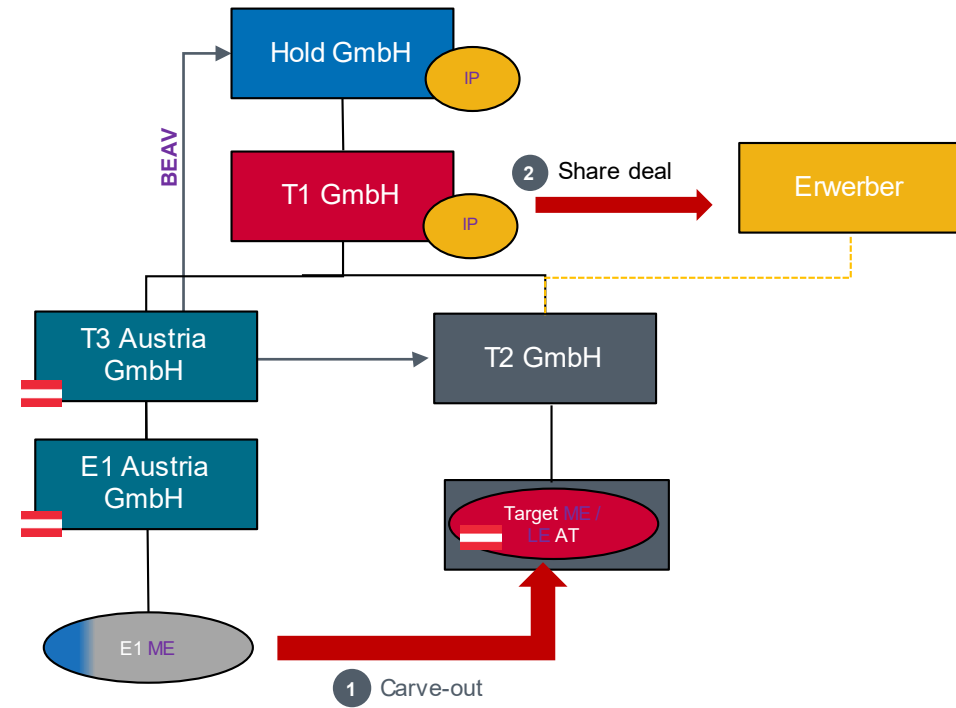 Hold GmbH
IP
BEAV
T1 GmbH
IP
2 Share deal
Erwerber
T3 Austria
GmbH
T2 GmbH
E1 Austria
GmbH
Target ME /
LE AT
E1 ME
1 Carve-out